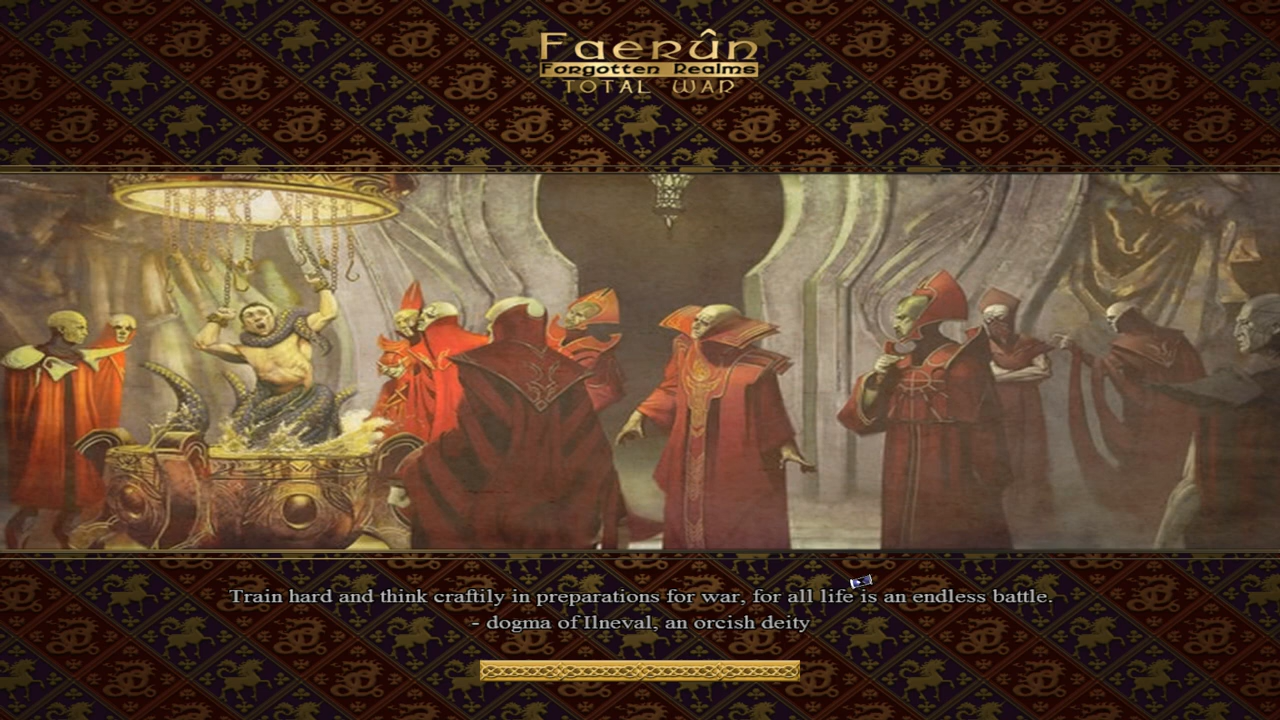 Faerûn
Forgotten Realms
TOTAL WAR
Train hard and think craftily in preparations for war, for all life is an endless battle.
- dogma of Ilneval, an orcish deity